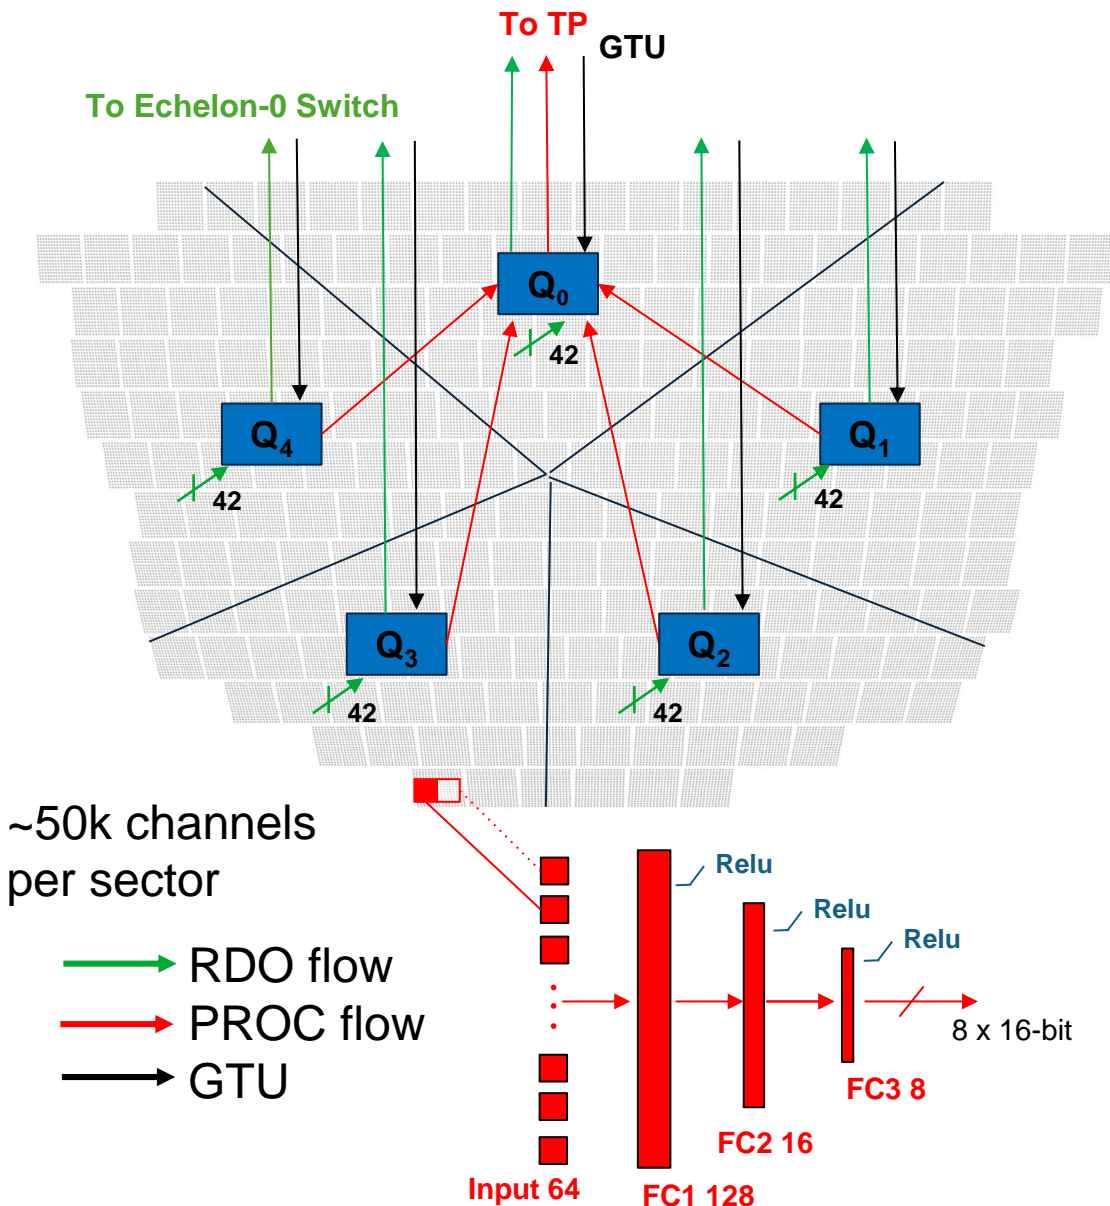 To TP
GTU
To Echelon-0 Switch
Q0
42
Q4
42
Q1
42
Q3
42
Q2
42
~50k channels
per sector
RDO flow
PROC flow
GTU
Relu
Relu
Relu
8 x 16-bit
FC3 8
FC2 16
Input 64
FC1 128